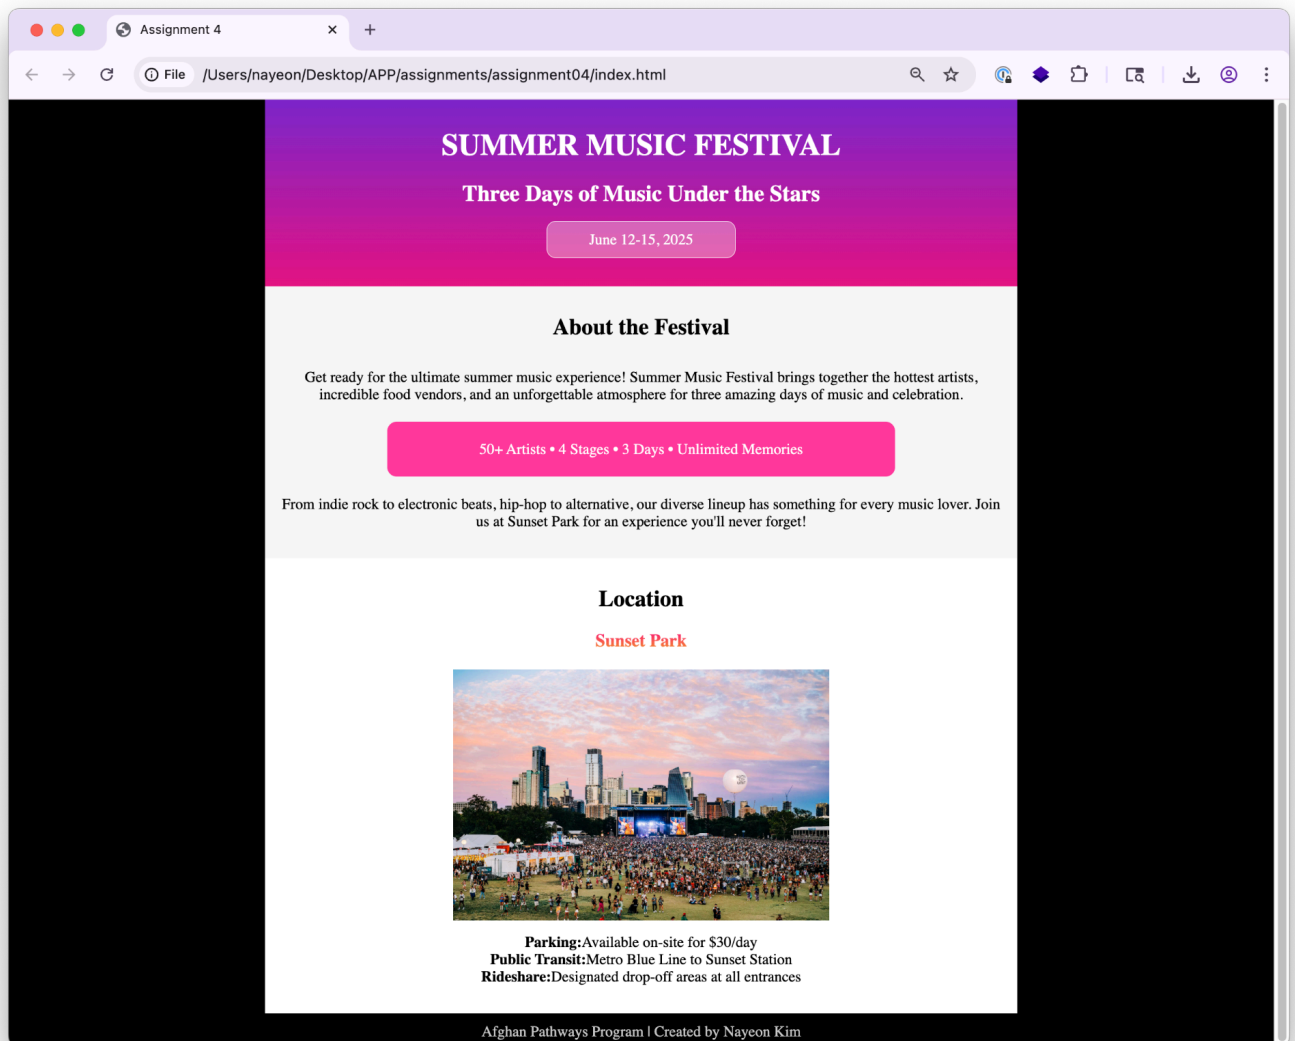 Assignment 4
File
/Users/nayeon/Desktop/APP/assignments/assignment04/index.html
SUMMER MUSIC FESTIVAL
Three Days of Music Under the Stars
June 12-15, 2025
About the Festival
Get ready for the ultimate summer music experience! Summer Music Festival brings together the hottest artists,
incredible food vendors, and an unforgettable atmosphere for three amazing days of music and celebration.
50+ Artists • 4 Stages • 3 Days • Unlimited Memories
From indie rock to electronic beats, hip-hop to alternative, our diverse lineup has something for every music lover. Join
us at Sunset Park for an experience you'll never forget!
Location
Sunset Park
Parking:Available on-site for $30/day
Public Transit:Metro Blue Line to Sunset Station
Rideshare:Designated drop-off areas at all entrances
Afghan Pathways Program | Created by Nayeon Kim